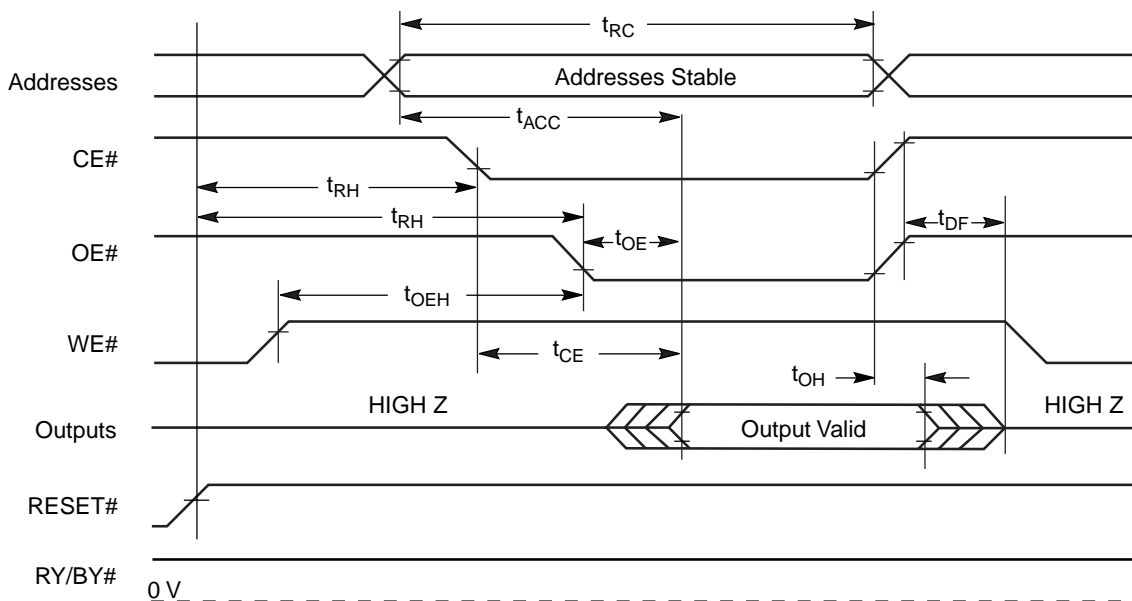 tRC
Addresses
Addresses Stable
tACC
CE#
tRH
tRH
tOE
tDF
OE#
tOEH
WE#
tCE
tOH
HIGH Z
HIGH Z
Outputs
Output Valid
RESET#
RY/BY#
0 V